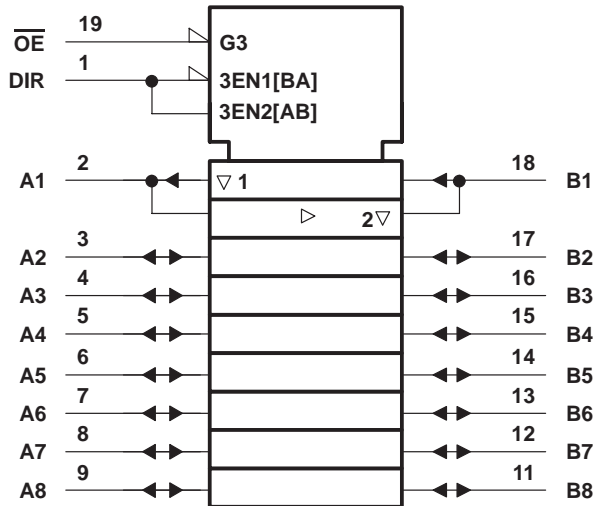 19
OE
G3
1
DIR
3EN1[BA]
3EN2[AB]
2
18
A1
▽ 1
B1
▷
2▽
3
17
A2
B2
4
16
A3
B3
5
15
A4
B4
6
14
A5
B5
7
13
A6
B6
8
12
A7
B7
9
11
A8
B8